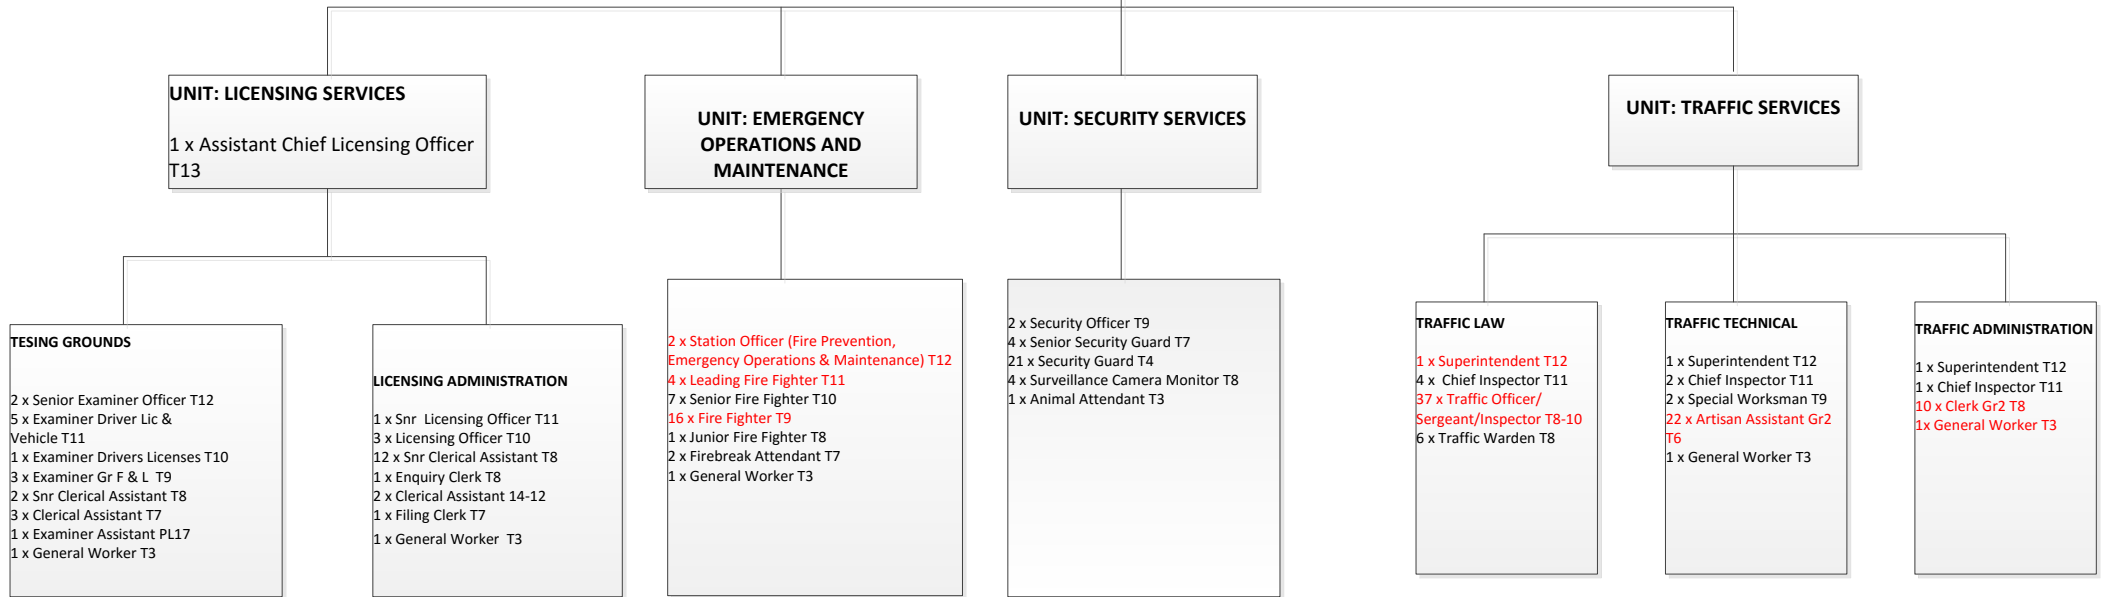 UNIT: LICENSING SERVICES
1 x Assistant Chief Licensing Officer
T13
UNIT: EMERGENCY
OPERATIONS AND
MAINTENANCE
UNIT: SECURITY SERVICES
UNIT: TRAFFIC SERVICES
TESING GROUNDS
2 x Senior Examiner Officer T12
5 x Examiner Driver Lic &
Vehicle T11
1 x Examiner Drivers Licenses T10
3 x Examiner Gr F & L T9
2 x Snr Clerical Assistant T8
3 x Clerical Assistant T7
1 x Examiner Assistant PL17
1 x General Worker T3
LICENSING ADMINISTRATION
1 x Snr Licensing Officer T11
3 x Licensing Officer T10
12 x Snr Clerical Assistant T8
1 x Enquiry Clerk T8
2 x Clerical Assistant 14-12
1 x Filing Clerk T7
1 x General Worker T3
2 x Station Officer (Fire Prevention,
Emergency Operations & Maintenance) T12
4 x Leading Fire Fighter T11
7 x Senior Fire Fighter T10
16 x Fire Fighter T9
1 x Junior Fire Fighter T8
2 x Firebreak Attendant T7
1 x General Worker T3
2 x Security Officer T9
4 x Senior Security Guard T7
21 x Security Guard T4
4 x Surveillance Camera Monitor T8
1 x Animal Attendant T3
TRAFFIC LAW
1 x Superintendent T12
4 x Chief Inspector T11
37 x Traffic Officer/
Sergeant/Inspector T8-10
6 x Traffic Warden T8
TRAFFIC TECHNICAL
1 x Superintendent T12
2 x Chief Inspector T11
2 x Special Worksman T9
22 x Artisan Assistant Gr2
T6
1 x General Worker T3
TRAFFIC ADMINISTRATION
1 x Superintendent T12
1 x Chief Inspector T11
10 x Clerk Gr2 T8
1x General Worker T3